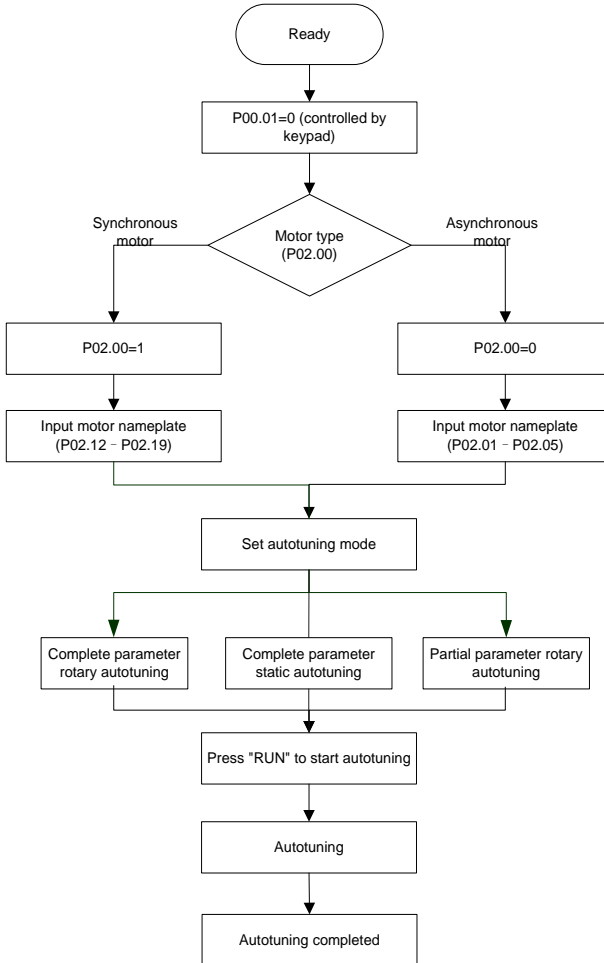 Ready
P00.01=0 (controlled by
keypad)
Synchronous
motor
Motor type
(P02.00)
Asynchronous
motor
P02.00=1
P02.00=0
Input motor nameplate
(P02.12–P02.19)
Input motor nameplate
(P02.01–P02.05)
Set autotuning mode
Complete parameter
rotary autotuning
Complete parameter
static autotuning
Partial parameter rotary
autotuning
Press "RUN" to start autotuning
Autotuning
Autotuning completed